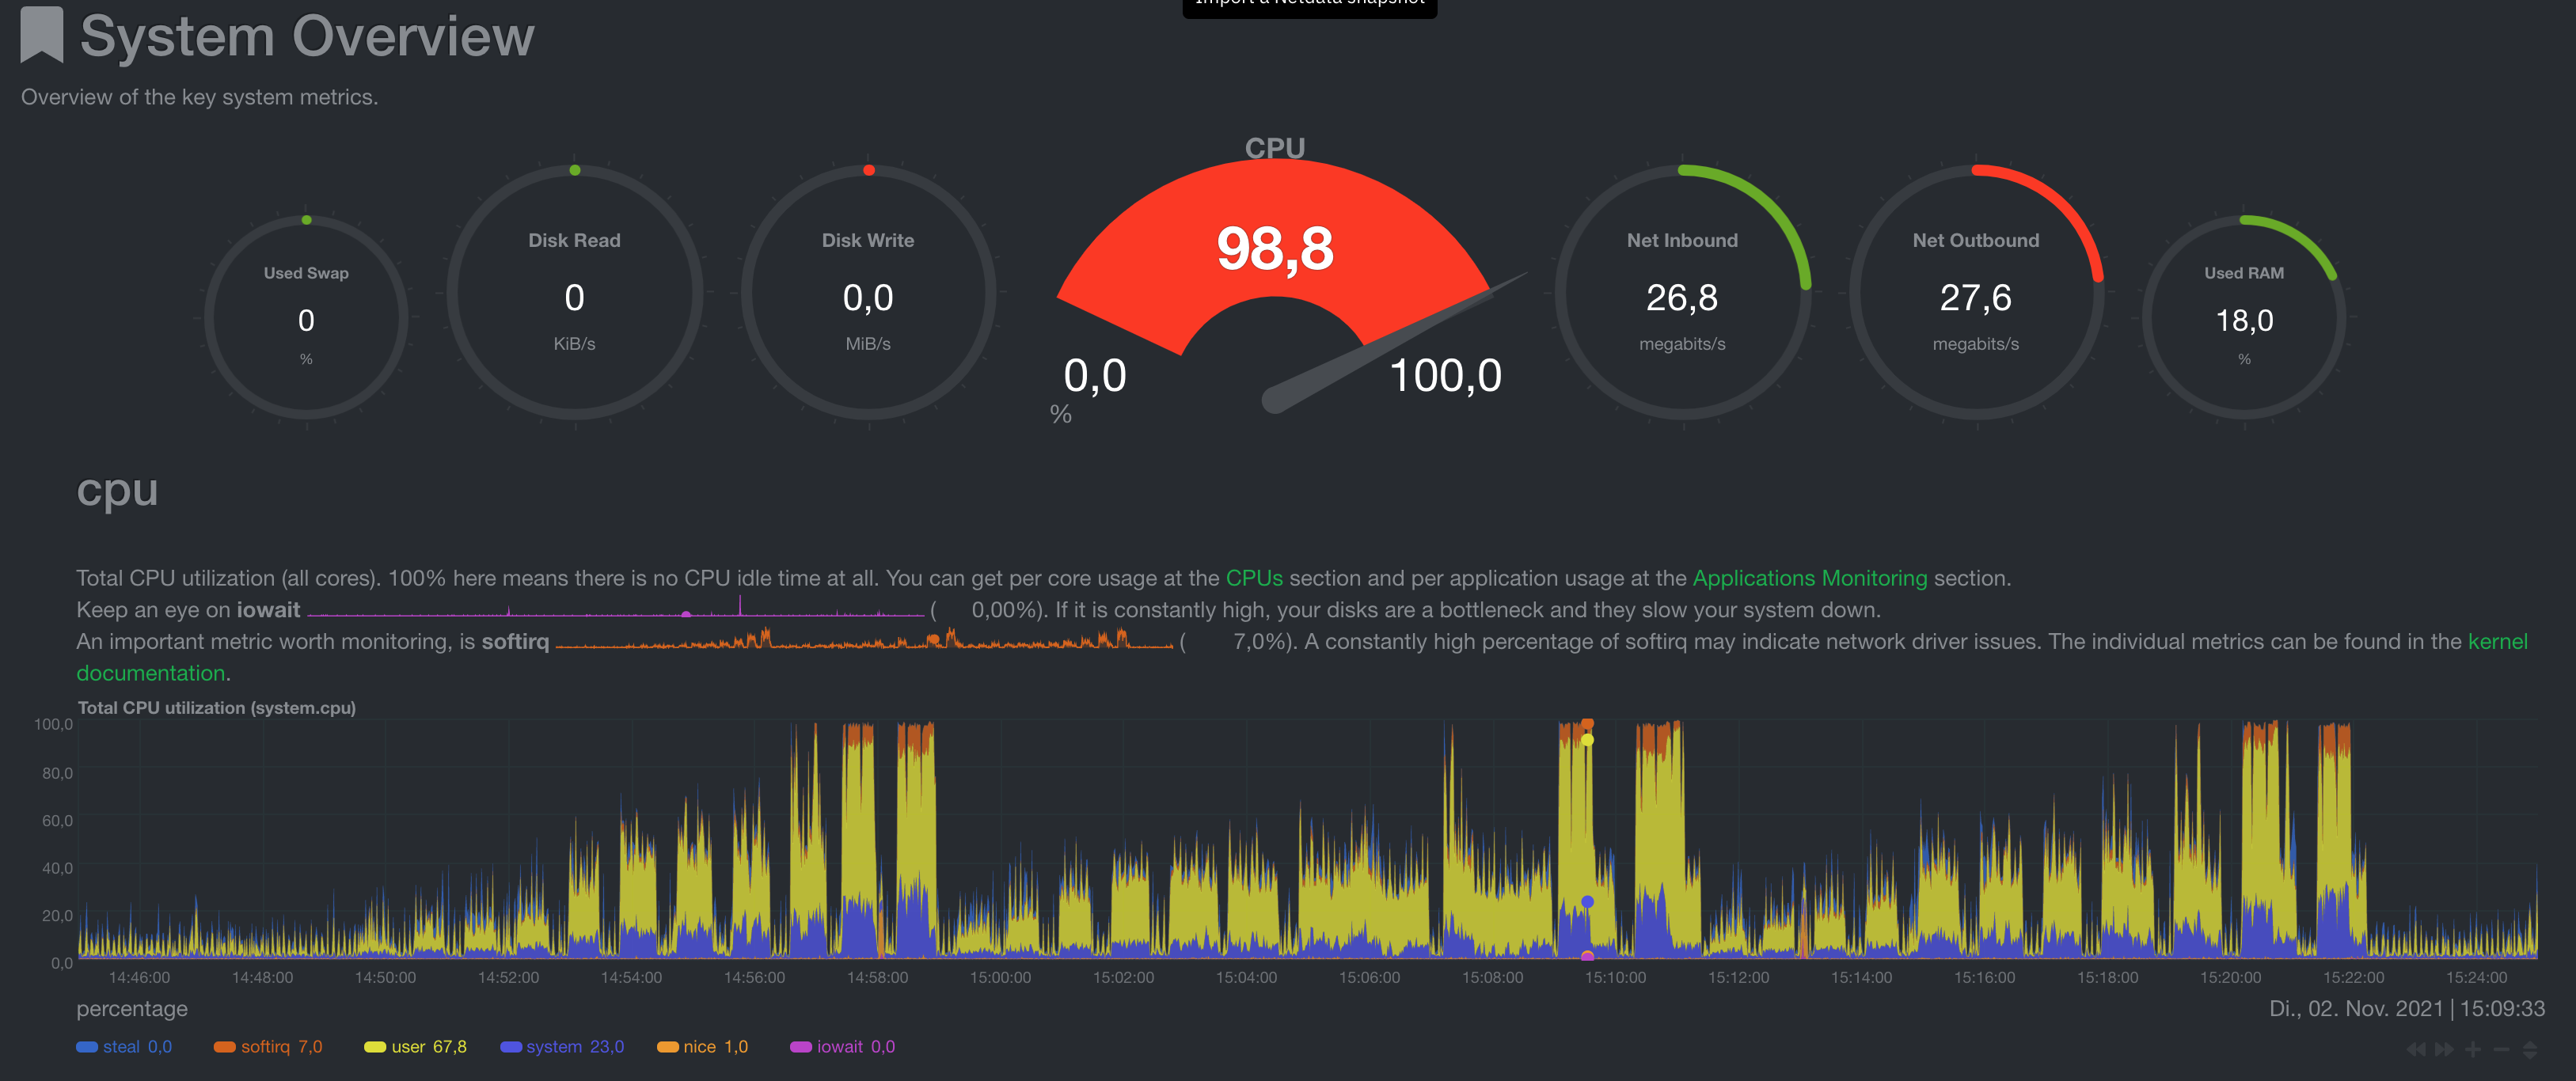 Import a Netdata snapshot
System Overview
Overview of the key system metrics.
Used Swap
0
%
Disk Read
0
KiB/s
Disk Write
0,0
MiB/s
CPU
98,8
0,0
100,0
%
Net Inbound
26,8
megabits/s
Net Outbound
27,6
megabits/s
Used RAM
18,0
%
cpu
Total CPU utilization (all cores). 100% here means there is no CPU idle time at all. You can get per core usage at the CPUs section and per application usage at the Applications Monitoring section.
Keep an eye on iowait ( 0,00%). If it is constantly high, your disks are a bottleneck and they slow your system down.
An important metric worth monitoring, is softirq ( 7,0%). A constantly high percentage of softirq may indicate network driver issues. The individual metrics can be found in the kernel
documentation.
Total CPU utilization (system.cpu)
100,0
80,0
60,0
40,0
20,0
0,0
14:46:00 14:48:00 14:50:00 14:52:00 14:54:00 14:56:00 14:58:00 15:00:00 15:02:00 15:04:00 15:06:00 15:08:00 15:10:00 15:12:00 15:14:00 15:16:00 15:18:00 15:20:00 15:22:00 15:24:00
percentage
Di., 02. Nov. 2021 | 15:09:33
steal 0,0 softirq 7,0 user 67,8 system 23,0 nice 1,0 iowait 0,0